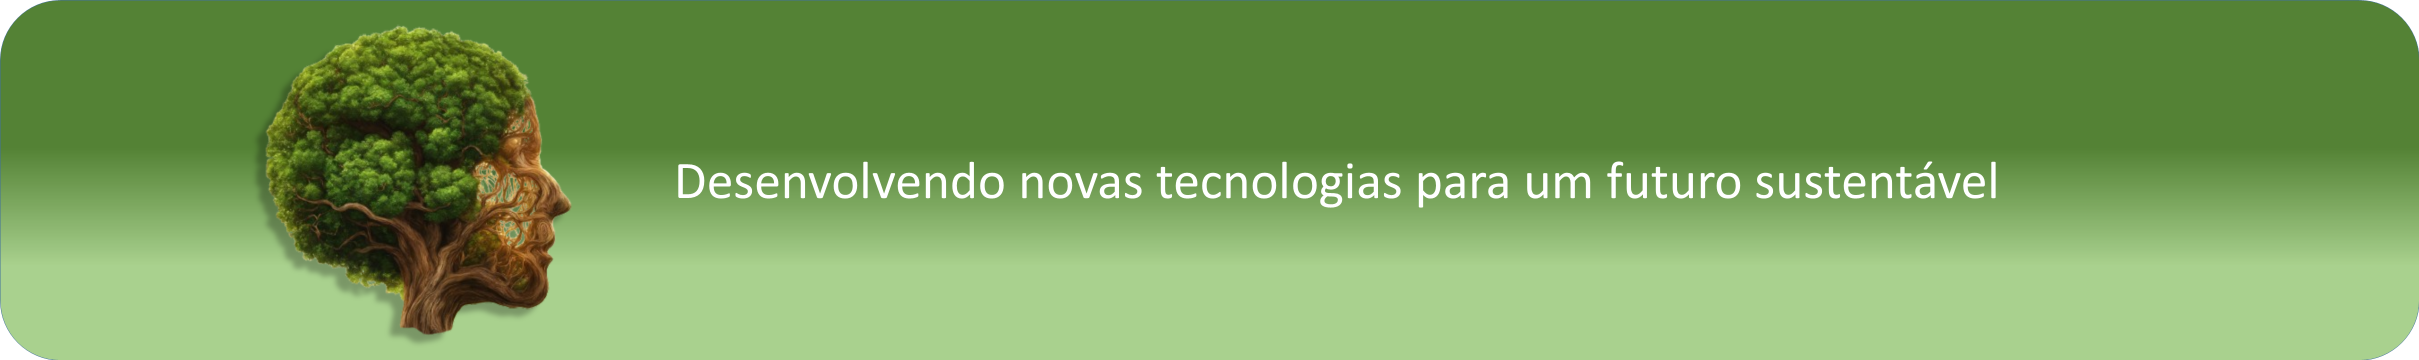 Desenvolvendo novas tecnologias para um futuro sustentável